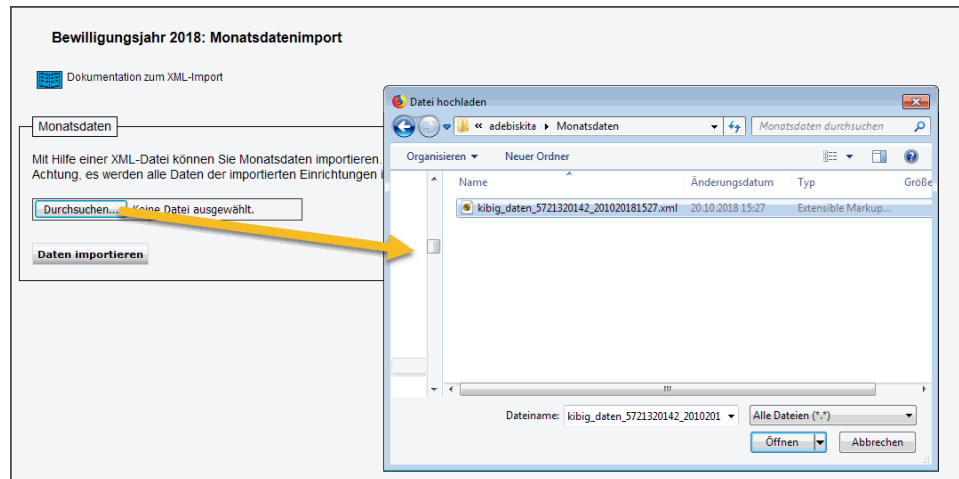 Bewilligungsjahr 2018: Monatsdatenimport
Dokumentation zum XML-Import
Monatsdaten
Mit Hilfe einer XML-Datei können Sie Monatsdaten importieren.
Achtung, es werden alle Daten der importierten Einrichtungen i
Durchsuchen... Keine Datei ausgewählt.
Daten importieren
Datei hochladen
« adebiskita Monatsdaten
Monatsdaten durchsuchen
Organisieren Neuer Ordner
Name Änderungsdatum Typ Größe
kibig_daten_5721320142_201020181527.xml 20.10.2018 15:27 Extensible Markup...
Dateiname: kibig_daten_5721320142_2010201 Alle Dateien (*.*)
Öffnen Abbrechen